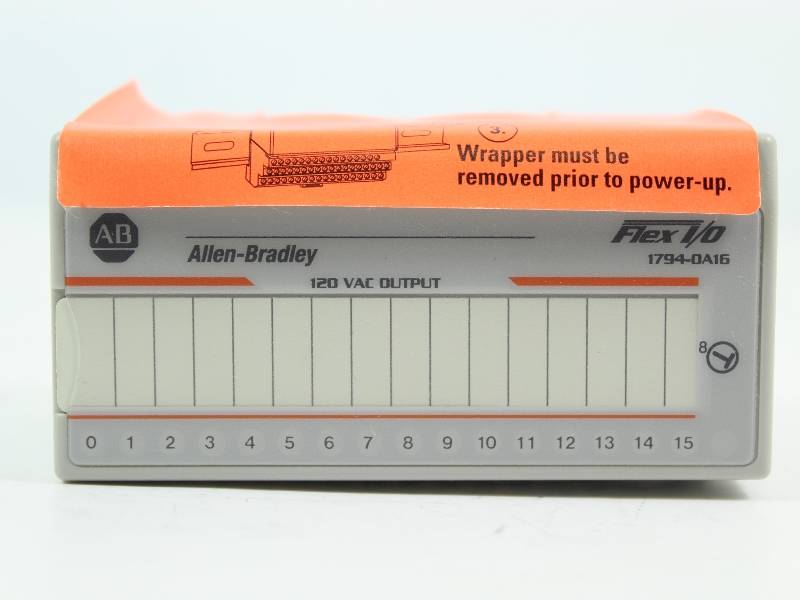 3.
Wrapper must be
removed prior to power-up.
AB
Allen-Bradley
Flex I/O
1794-OA16
120 VAC OUTPUT
8
0 1 2 3 4 5 6 7 8 9 10 11 12 13 14 15